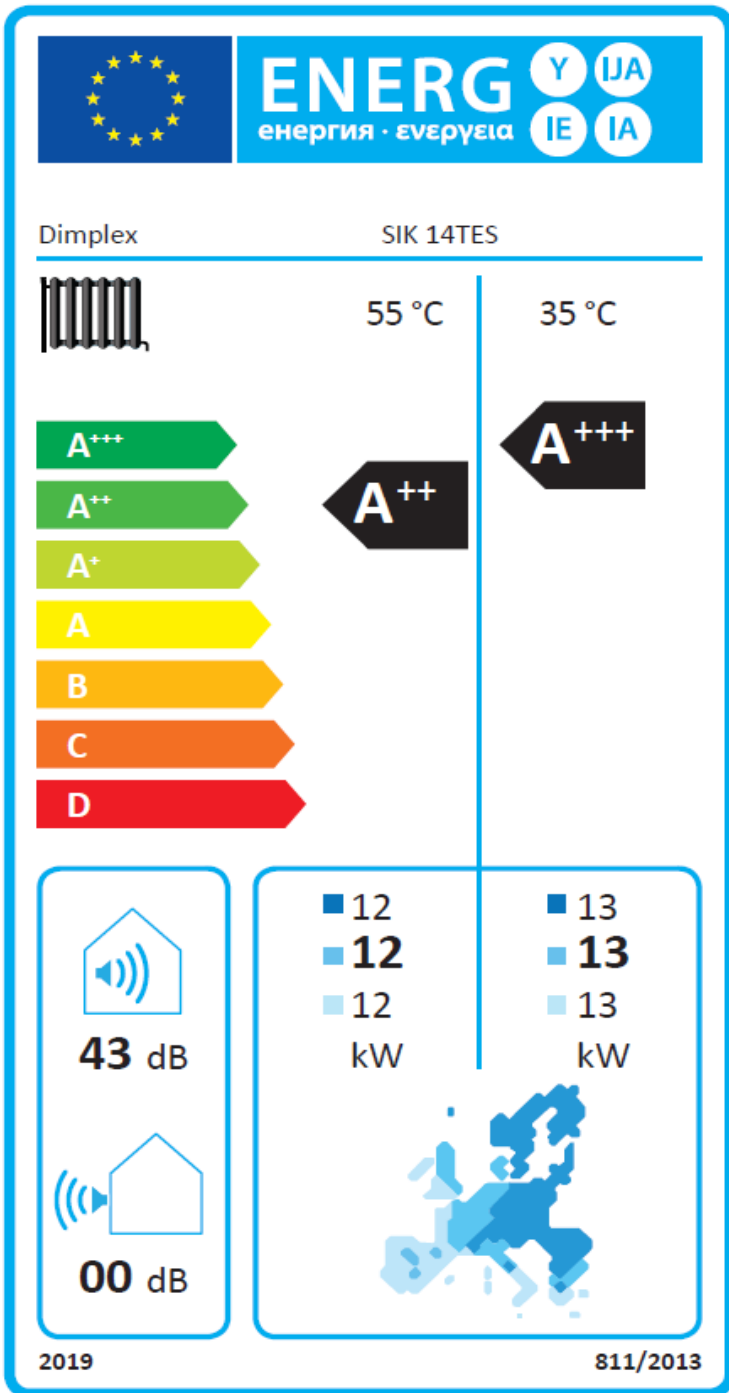 ENERG Y IJA
енергия · ενεργεια IE IA
Dimplex SIK 14TES
55 °C 35 °C
A+++
A+++
A++
A++
A+
A
B
C
D
12 13
12 13
12 13
kW kW
43 dB
00 dB
2019 811/2013